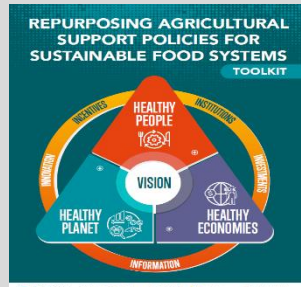 REPURPOSING AGRICULTURAL
SUPPORT POLICIES FOR
SUSTAINABLE FOOD SYSTEMS
TOOLKIT
INCENTIVES
INSTITUTIONS
HEALTHY
PEOPLE
INNOVATION
INVESTMENTS
VISION
HEALTHY
PLANET
HEALTHY
ECONOMIES
INFORMATION